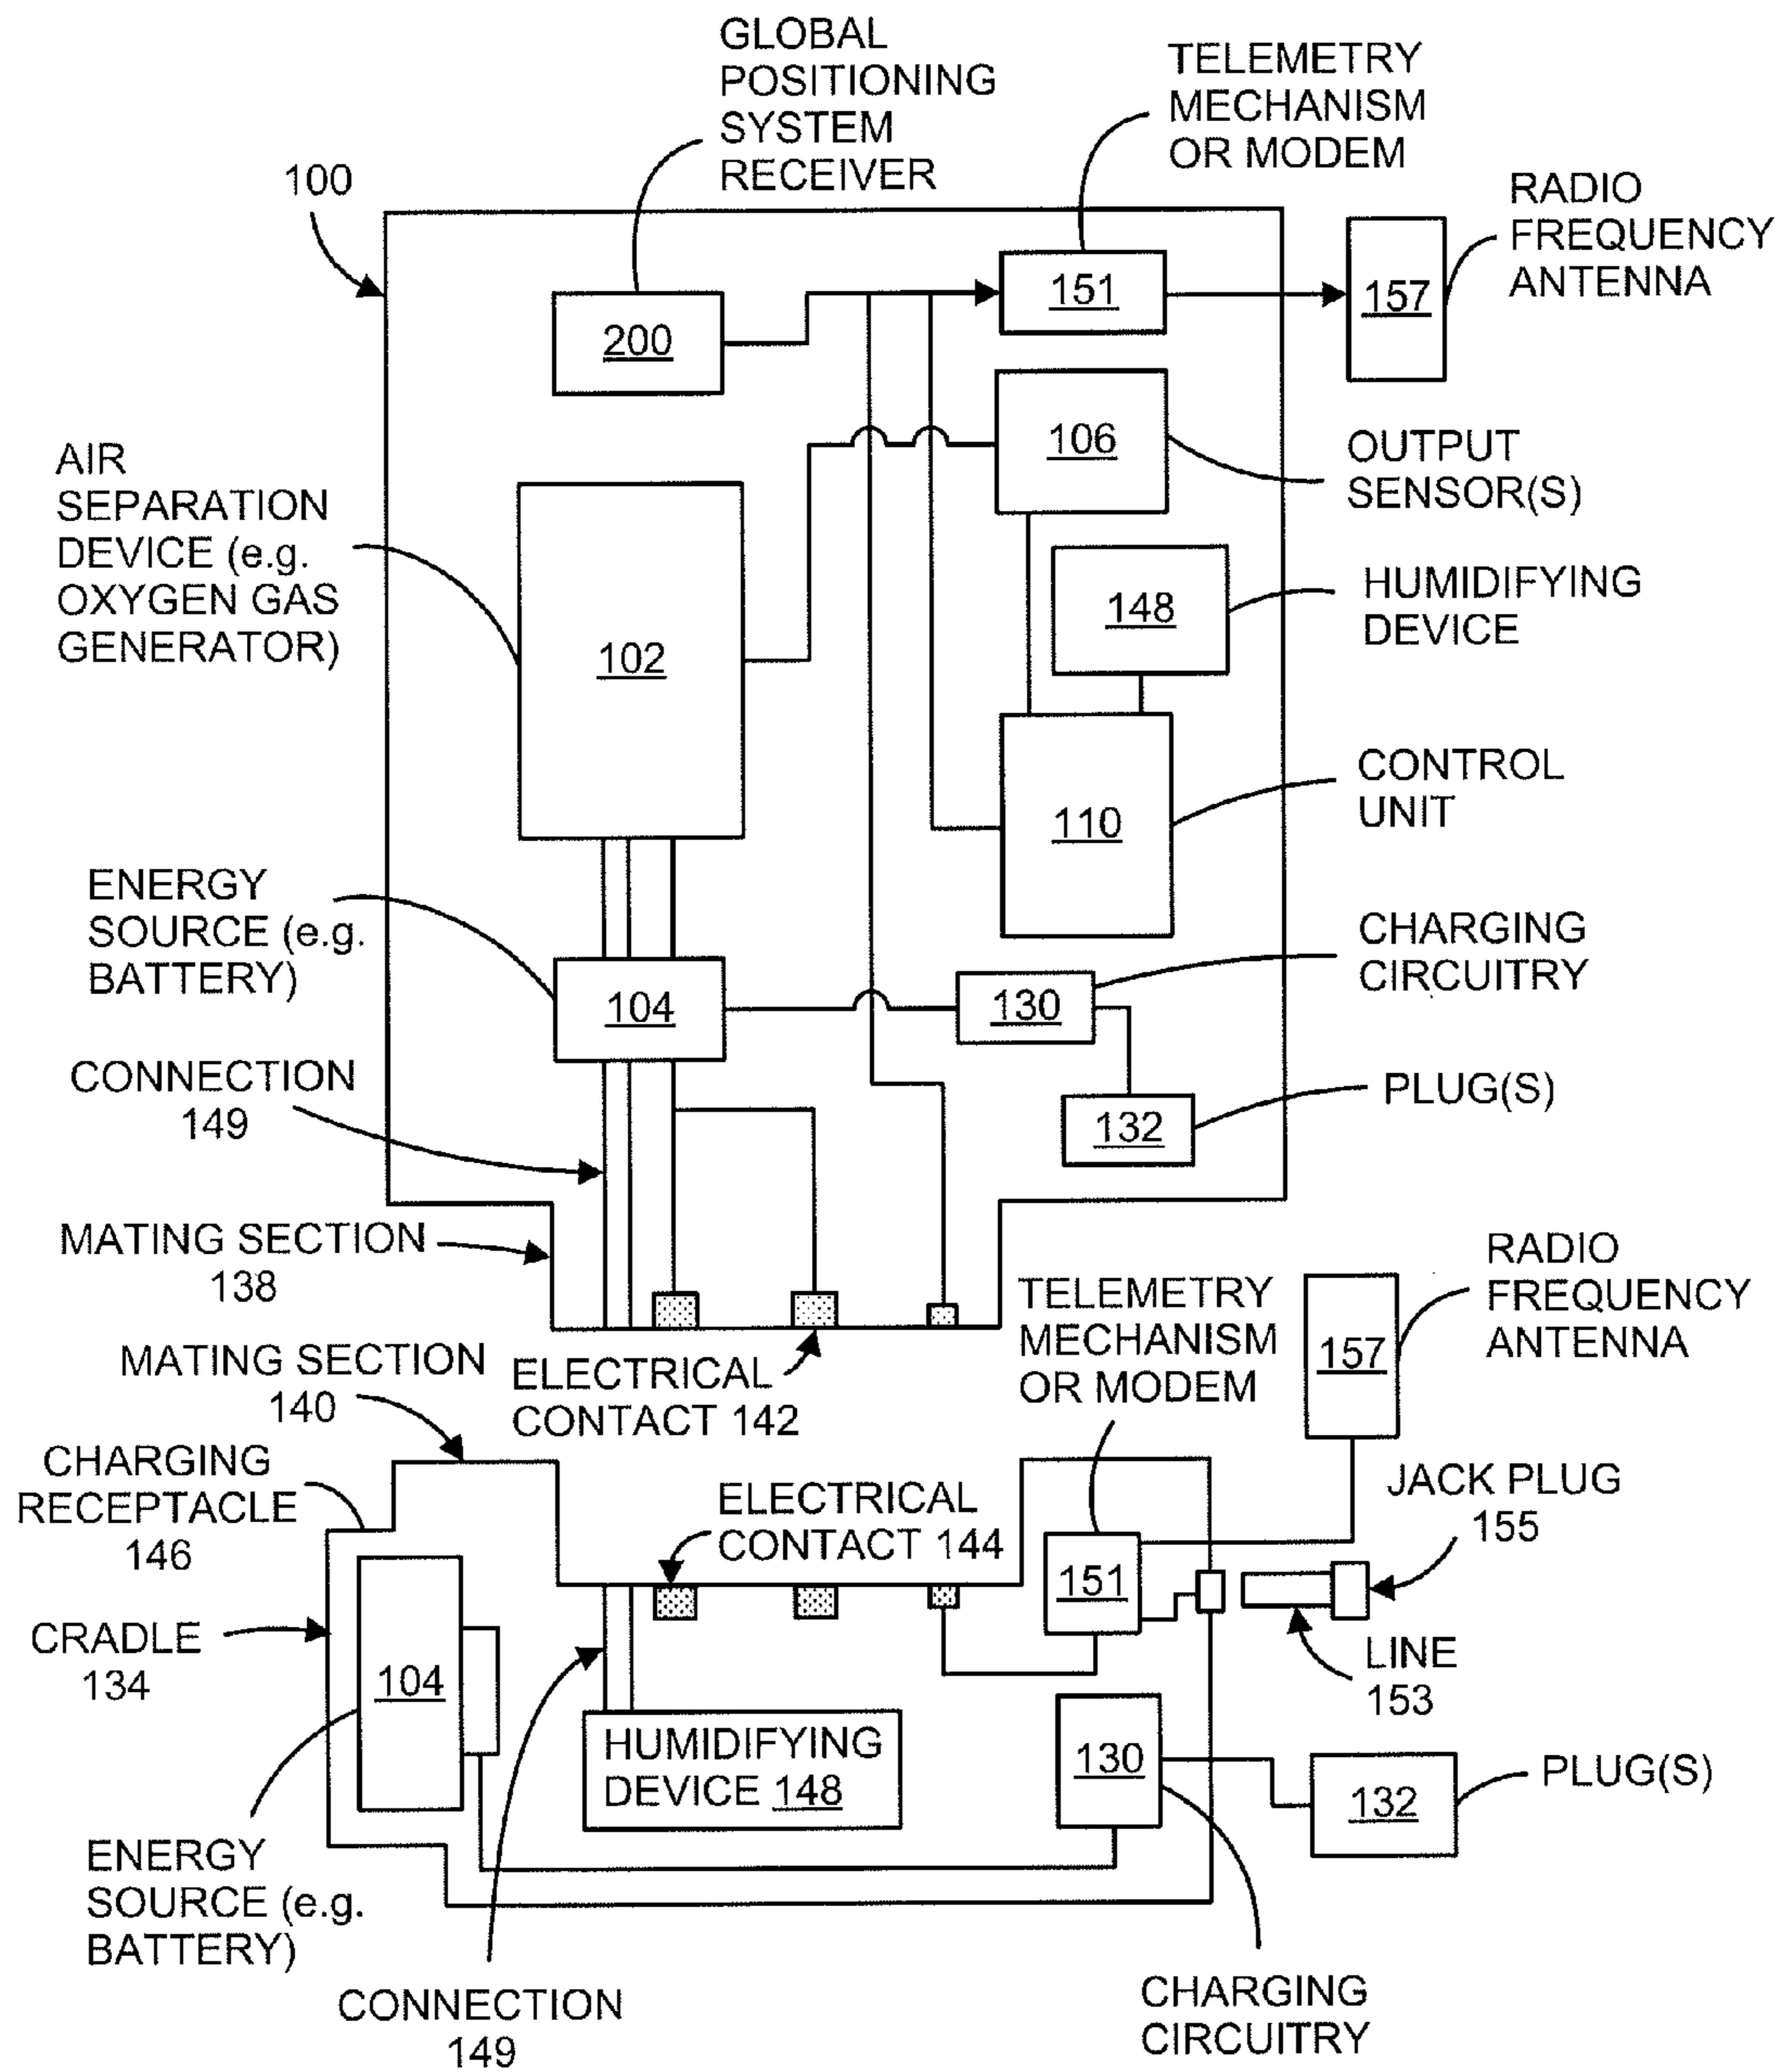 GLOBAL
POSITIONING
SYSTEM
RECEIVER
TELEMETRY
MECHANISM
OR MODEM
100
RADIO
FREQUENCY
ANTENNA
151
157
200
AIR
SEPARATION
DEVICE (e.g.
OXYGEN GAS
GENERATOR)
106
OUTPUT
SENSOR(S)
102
148
HUMIDIFYING
DEVICE
110
CONTROL
UNIT
ENERGY
SOURCE (e.g.
BATTERY)
104
130
CHARGING
CIRCUITRY
CONNECTION
149
132
PLUG(S)
MATING SECTION
138
ELECTRICAL
CONTACT 142
TELEMETRY
MECHANISM
OR MODEM
157
RADIO
FREQUENCY
ANTENNA
MATING SECTION
140
CHARGING
RECEPTACLE
146
ELECTRICAL
CONTACT 144
151
JACK PLUG
155
CRADLE
134
104
LINE
153
HUMIDIFYING
DEVICE 148
130
132
PLUG(S)
ENERGY
SOURCE (e.g.
BATTERY)
CONNECTION
149
CHARGING
CIRCUITRY